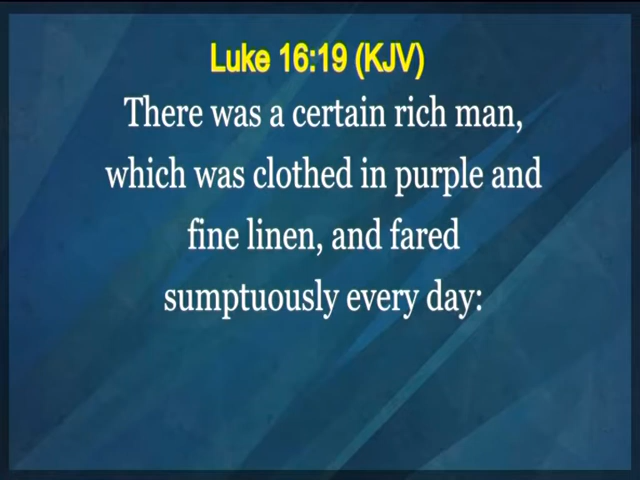 Luke 16:19 (KJV)
There was a certain rich man,
which was clothed in purple and
fine linen, and fared
sumptuously every day: